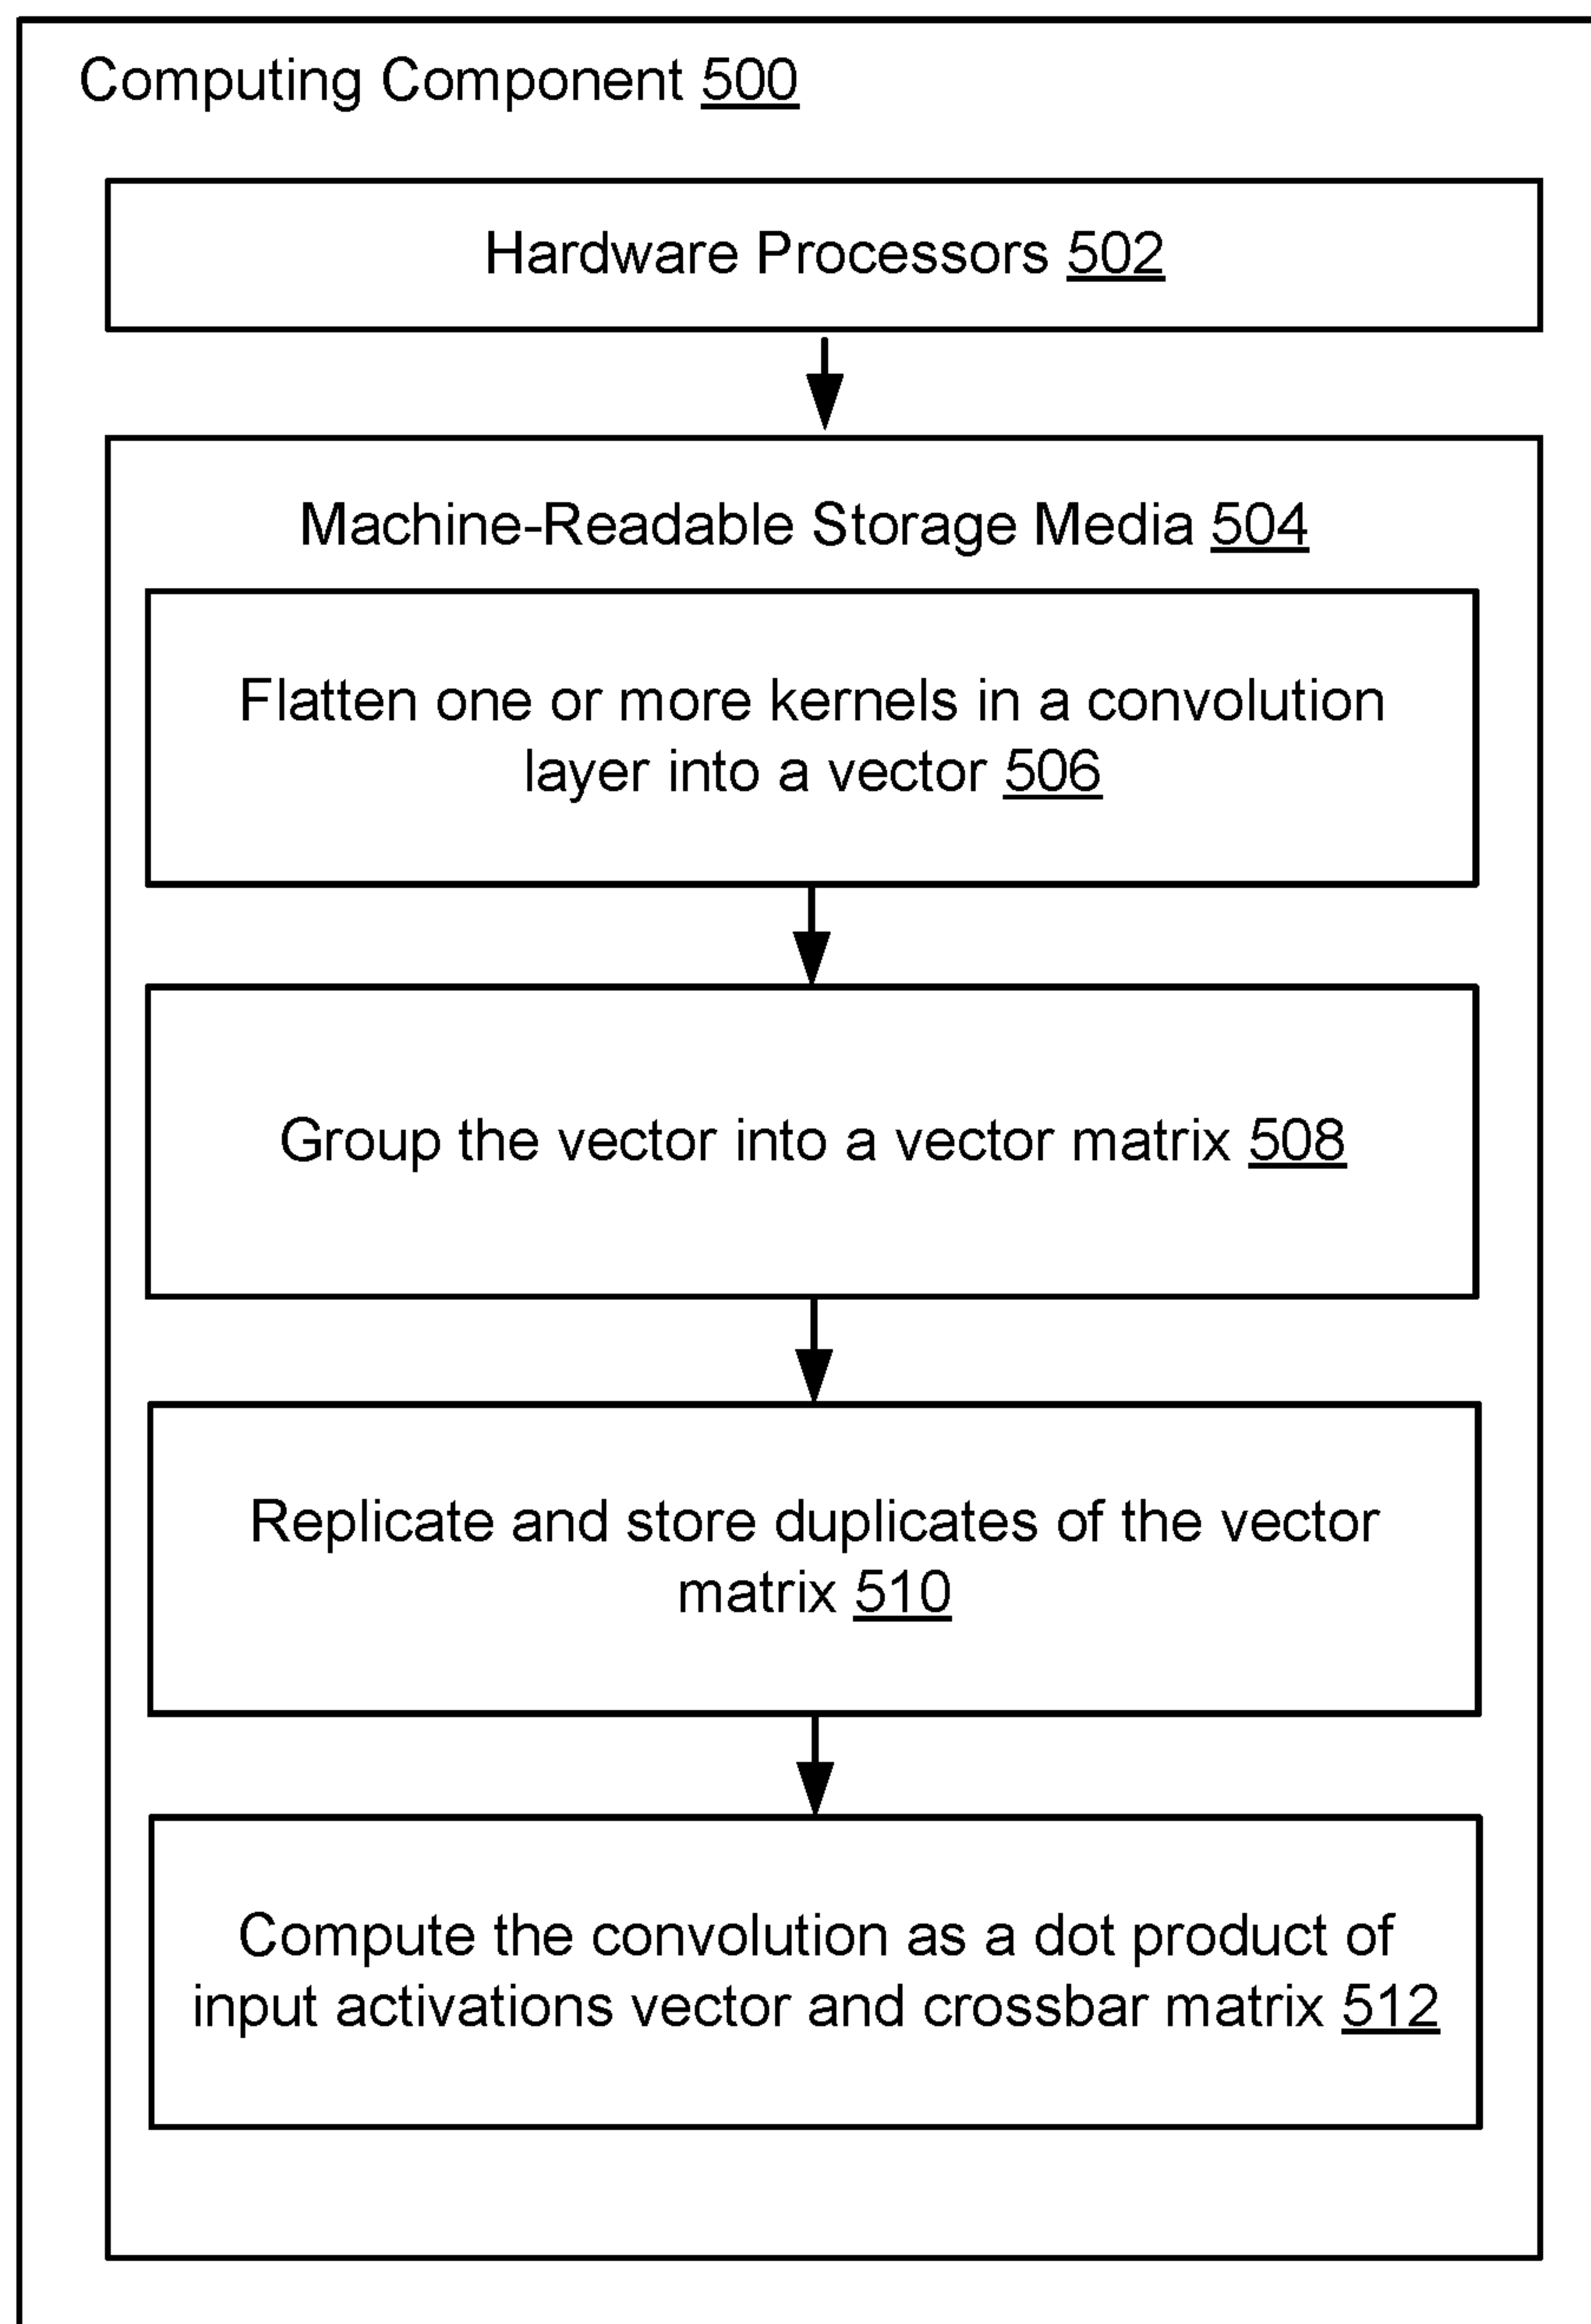 Computing Component 500
Hardware Processors 502
Machine-Readable Storage Media 504
Flatten one or more kernels in a convolution
layer into a vector 506
Group the vector into a vector matrix 508
Replicate and store duplicates of the vector
matrix 510
Compute the convolution as a dot product of
input activations vector and crossbar matrix 512